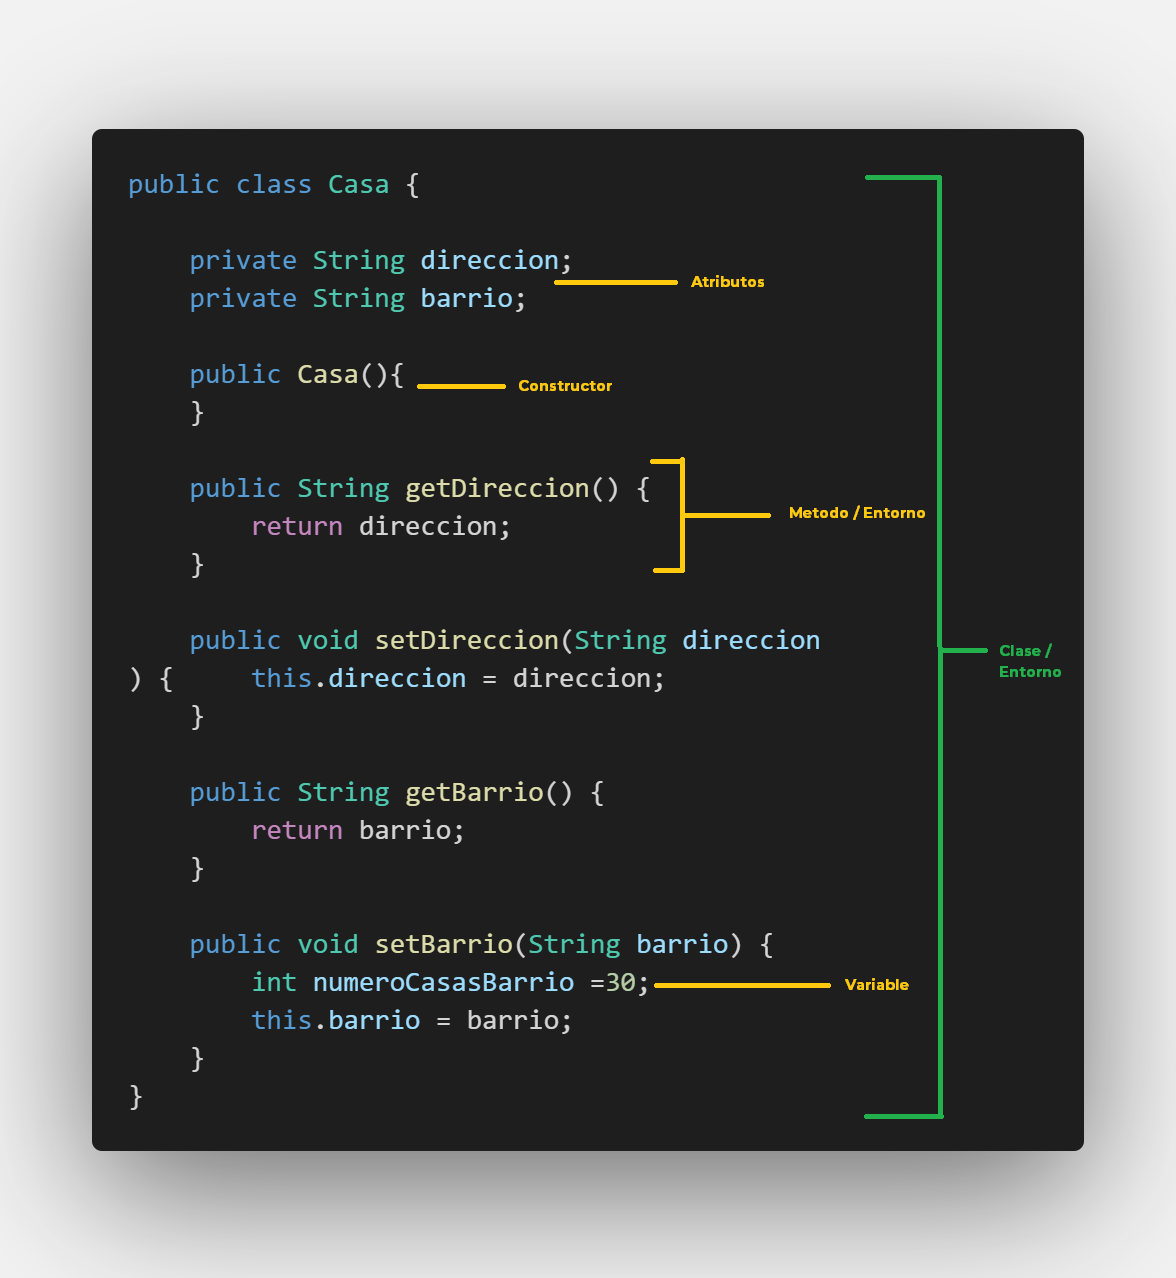 public class Casa {
private String direccion;
Atributos
private String barrio;
public Casa(){
Constructor
}
public String getDireccion() {
Metodo / Entorno
return direccion;
}
public void setDireccion(String direccion
Clase /
Entorno
) {     this.direccion = direccion;
}
public String getBarrio() {
return barrio;
}
public void setBarrio(String barrio) {
int numeroCasasBarrio =30;
Variable
this.barrio = barrio;
}
}